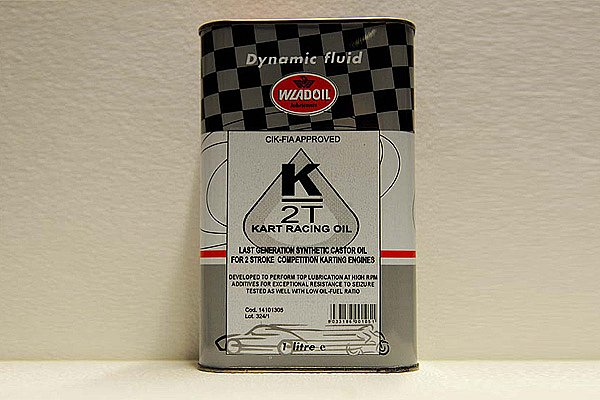 Dynamic fluid
WLADOIL
lubricants
CIK-FIA APPROVED
K
2T
KART RACING OIL
LAST GENERATION SYNTHETIC CASTOR OIL
FOR 2 STROKE COMPETITION KARTING ENGINES
DEVELOPED TO PERFORM TOP LUBRICATION AT HIGH RPM
ADDITIVES FOR EXCEPTIONAL RESISTANCE TO SEIZURE
TESTED AS WELL WITH LOW OIL-FUEL RATIO
Cod. 14101305
Lot. 324/1
1 litre e